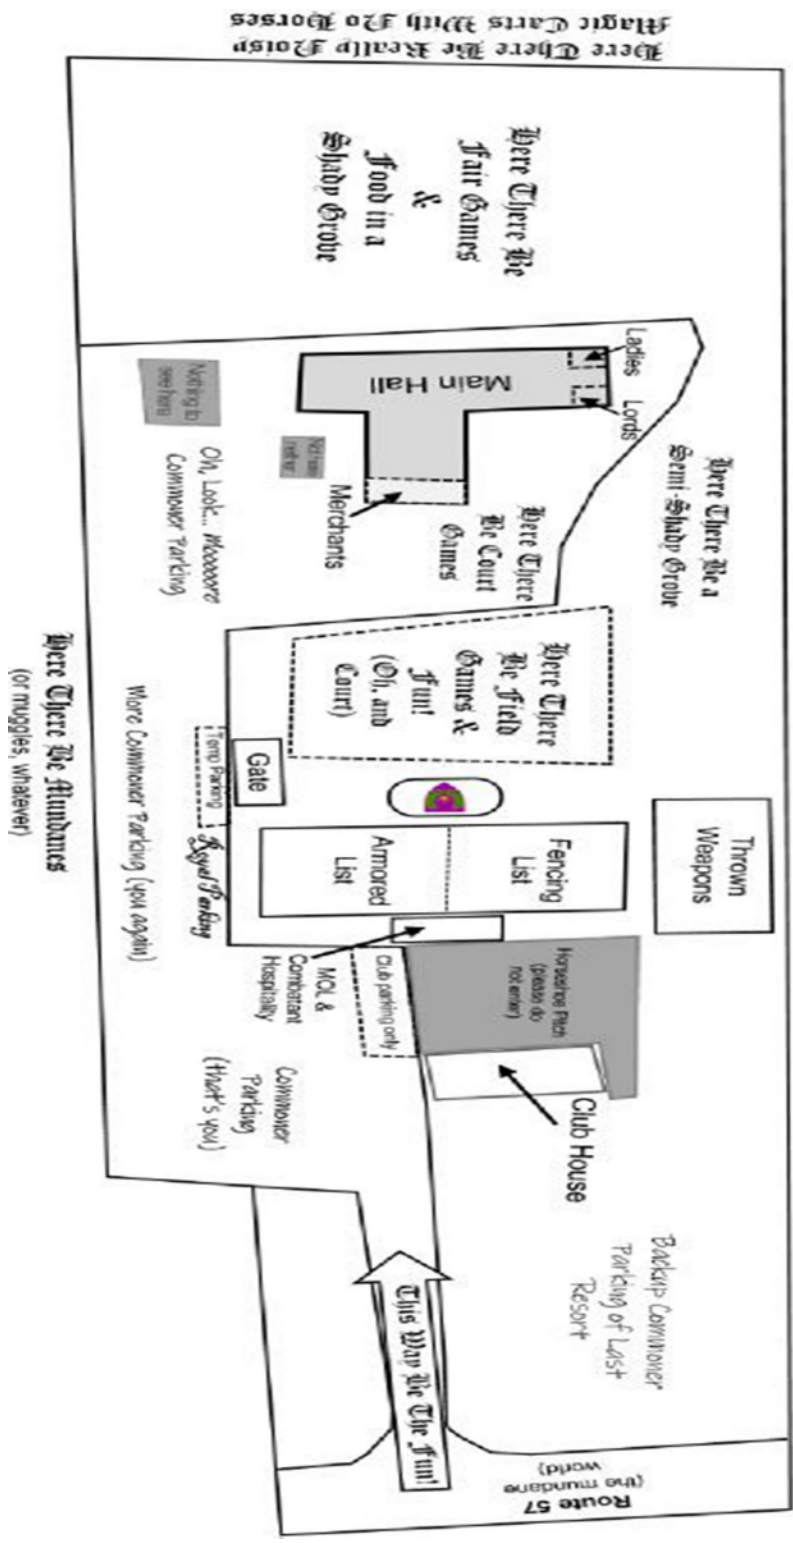 Here There Be Really Noisy
Magic Carts With No Horses
Here There Be
Fair Games
&
Food in a
Shady Grove
Ladies
Lords
Main Hall
Merchants
Nothing to
see here
Oh, Look... Mooooore
Commoner Parking
Here There Be a
Semi-Shady Grove
Here There
Be Court
Games
Here There
Be Field
Games &
Fun!
(Oh, and
Court)
Here There Be Mundanes
(or muggles, whatever)
More Commoner Parking (you again)
Temp Parking
Gate
Royal Parking
Thrown
Weapons
Fencing
List
Armored
List
MOL &
Combatant
Hospitality
Club parking only
Horseshoe Pitch
(please do
not enter)
Club House
Commoner
Parking
(that's you)
Backup Commoner
Parking of Last
Resort
This Way Be The Fun!
Route 57
(the mundane
world)